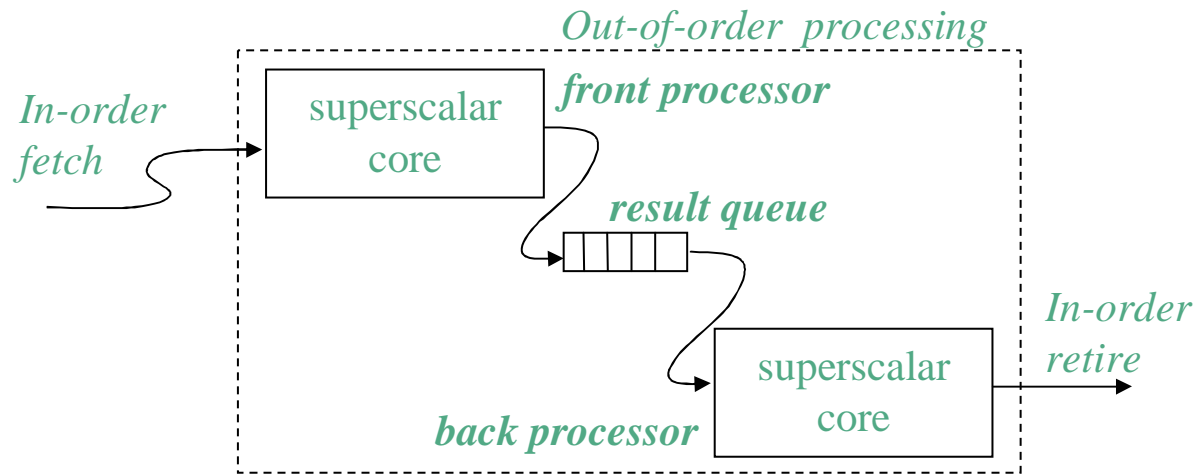 Out-of-order processing
In-order
fetch
superscalar
core
front processor
result queue
back processor
superscalar
core
In-order
retire